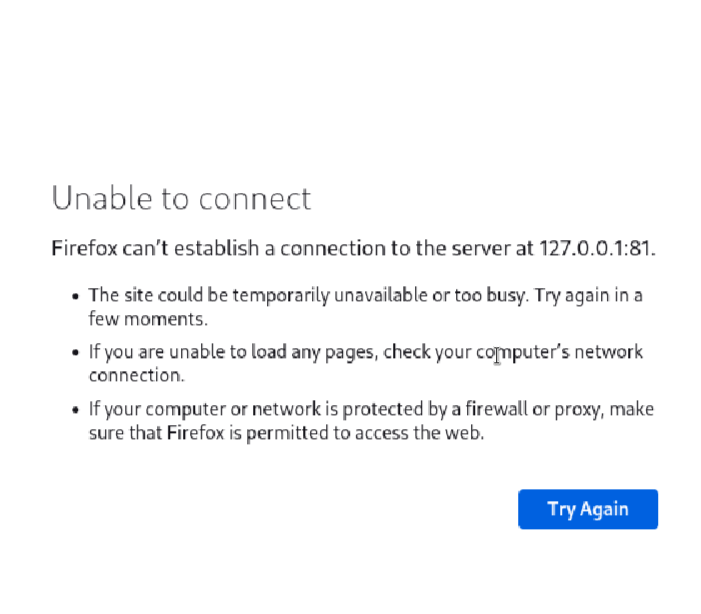 Unable to connect
Firefox can’t establish a connection to the server at 127.0.0.1:81.
• The site could be temporarily unavailable or too busy. Try again in a
few moments.
• If you are unable to load any pages, check your computer’s network
connection.
• If your computer or network is protected by a firewall or proxy, make
sure that Firefox is permitted to access the web.
Try Again